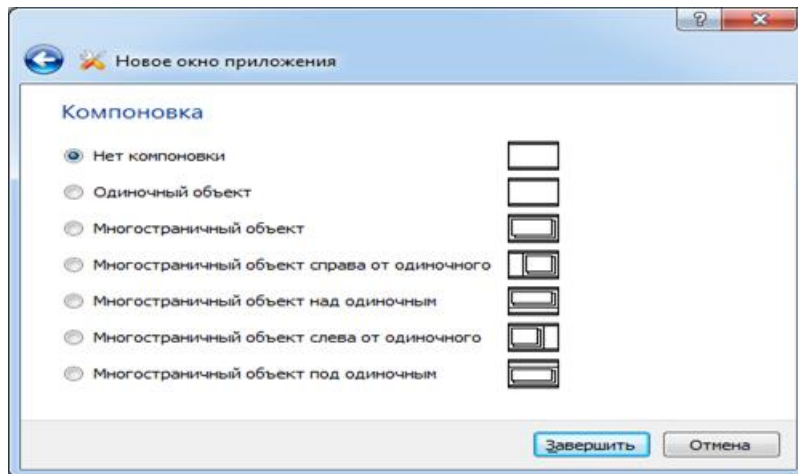 Новое окно приложения
Компоновка
Нет компоновки
Одиночный объект
Многостраничный объект
Многостраничный объект справа от одиночного
Многостраничный объект над одиночным
Многостраничный объект слева от одиночного
Многостраничный объект под одиночным
Завершить Отмена